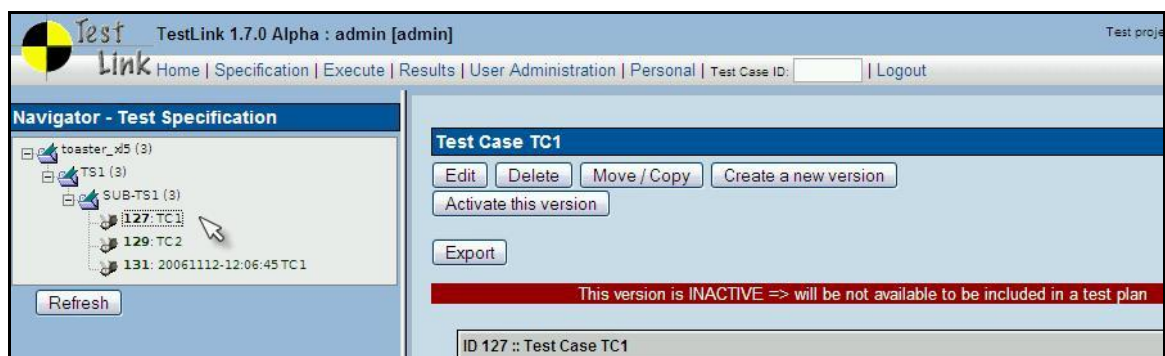 Test Link
TestLink 1.7.0 Alpha : admin [admin]
Test proje
Home | Specification | Execute | Results | User Administration | Personal | Test Case ID: | Logout
Navigator - Test Specification
toaster_xl5 (3)
TS1 (3)
SUB-TS1 (3)
127: TC1
129: TC2
131: 20061112-12:06:45 TC1
Refresh
Test Case TC1
Edit Delete Move / Copy Create a new version
Activate this version
Export
This version is INACTIVE => will be not available to be included in a test plan
ID 127 :: Test Case TC1